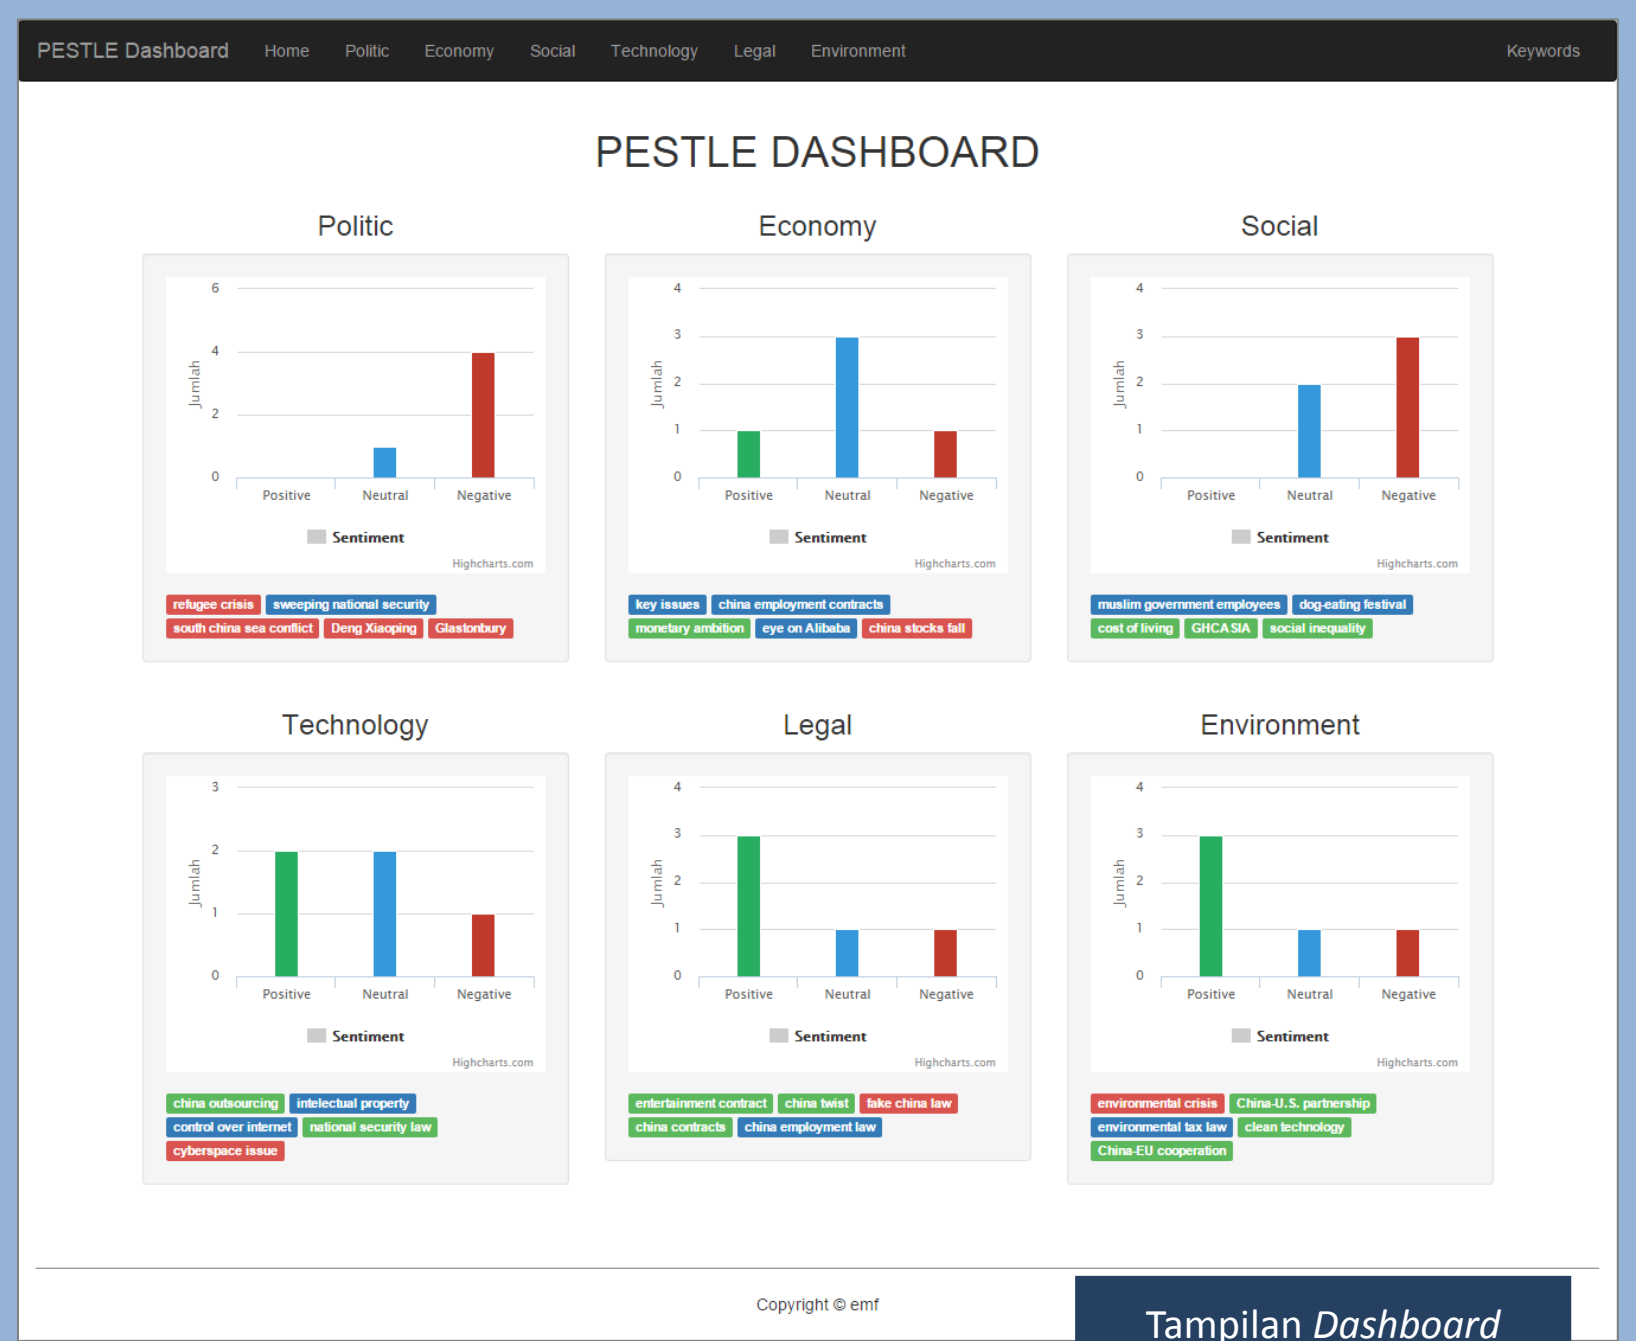 PESTLE Dashboard Home Politic Economy Social Technology Legal Environment Keywords
PESTLE DASHBOARD
Politic
6
4
2
0
Jumlah
Positive Neutral Negative
Sentiment
Highcharts.com
refugee crisis sweeping national security
south china sea conflict Deng Xiaoping Glastonbury
Economy
4
3
2
1
0
Jumlah
Positive Neutral Negative
Sentiment
Highcharts.com
key issues china employment contracts
monetary ambition eye on Alibaba china stocks fall
Social
4
3
2
1
0
Jumlah
Positive Neutral Negative
Sentiment
Highcharts.com
muslim government employees dog-eating festival
cost of living GHCASIA social inequality
Technology
3
2
1
0
Jumlah
Positive Neutral Negative
Sentiment
Highcharts.com
china outsourcing intelectual property
control over internet national security law
cyberspace issue
Legal
4
3
2
1
0
Jumlah
Positive Neutral Negative
Sentiment
Highcharts.com
entertainment contract china twist fake china law
china contracts china employment law
Environment
4
3
2
1
0
Jumlah
Positive Neutral Negative
Sentiment
Highcharts.com
environmental crisis China-U.S. partnership
environmental tax law clean technology
China-EU cooperation
Copyright © emf
Tampilan Dashboard